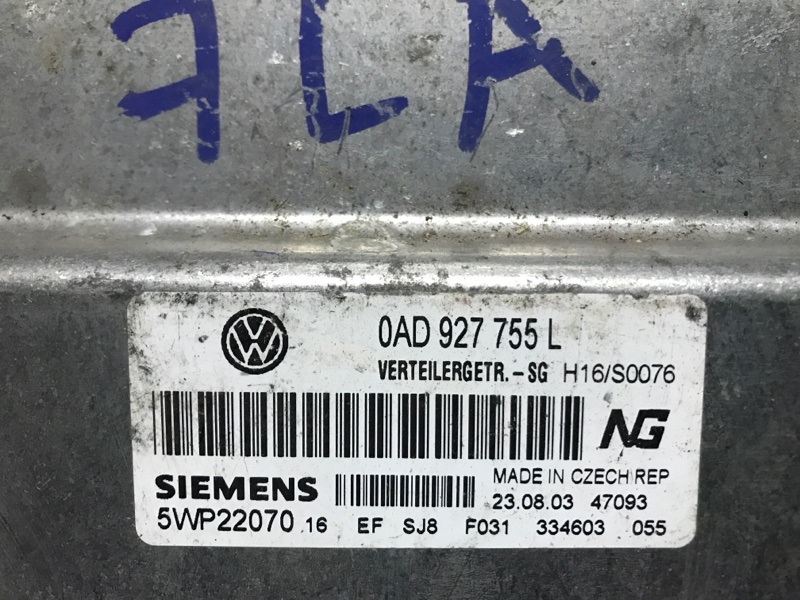 7LA
0AD 927 755 L
VERTEILERGETR.-SG H16/S0076
NG
MADE IN CZECH REP
SIEMENS 23.08.03 47093
5WP22070 .16 EF SJ8 F031 334603 055